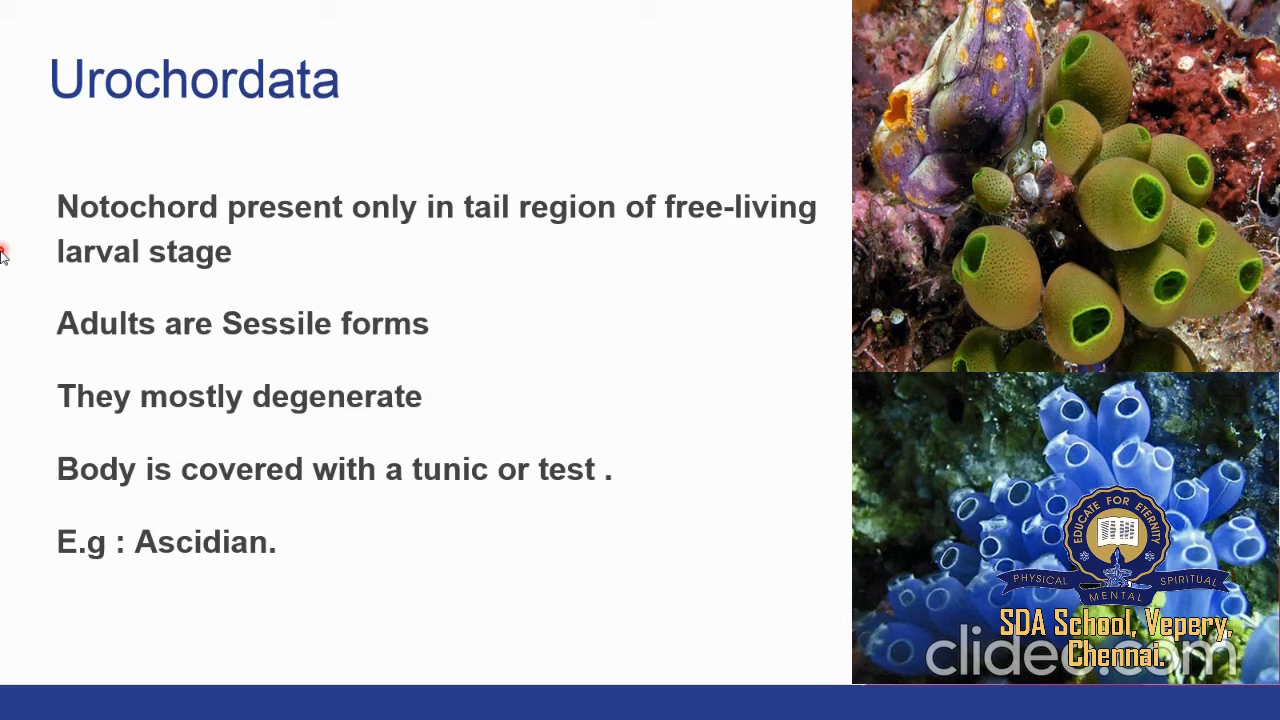 Urochordata
Notochord present only in tail region of free-living
larval stage
Adults are Sessile forms
They mostly degenerate
Body is covered with a tunic or test .
E.g : Ascidian.
EDUCATE FOR ETERNITY
PHYSICAL MENTAL SPIRITUAL
SDA School, Vepery,
Chennai.
clideo.com